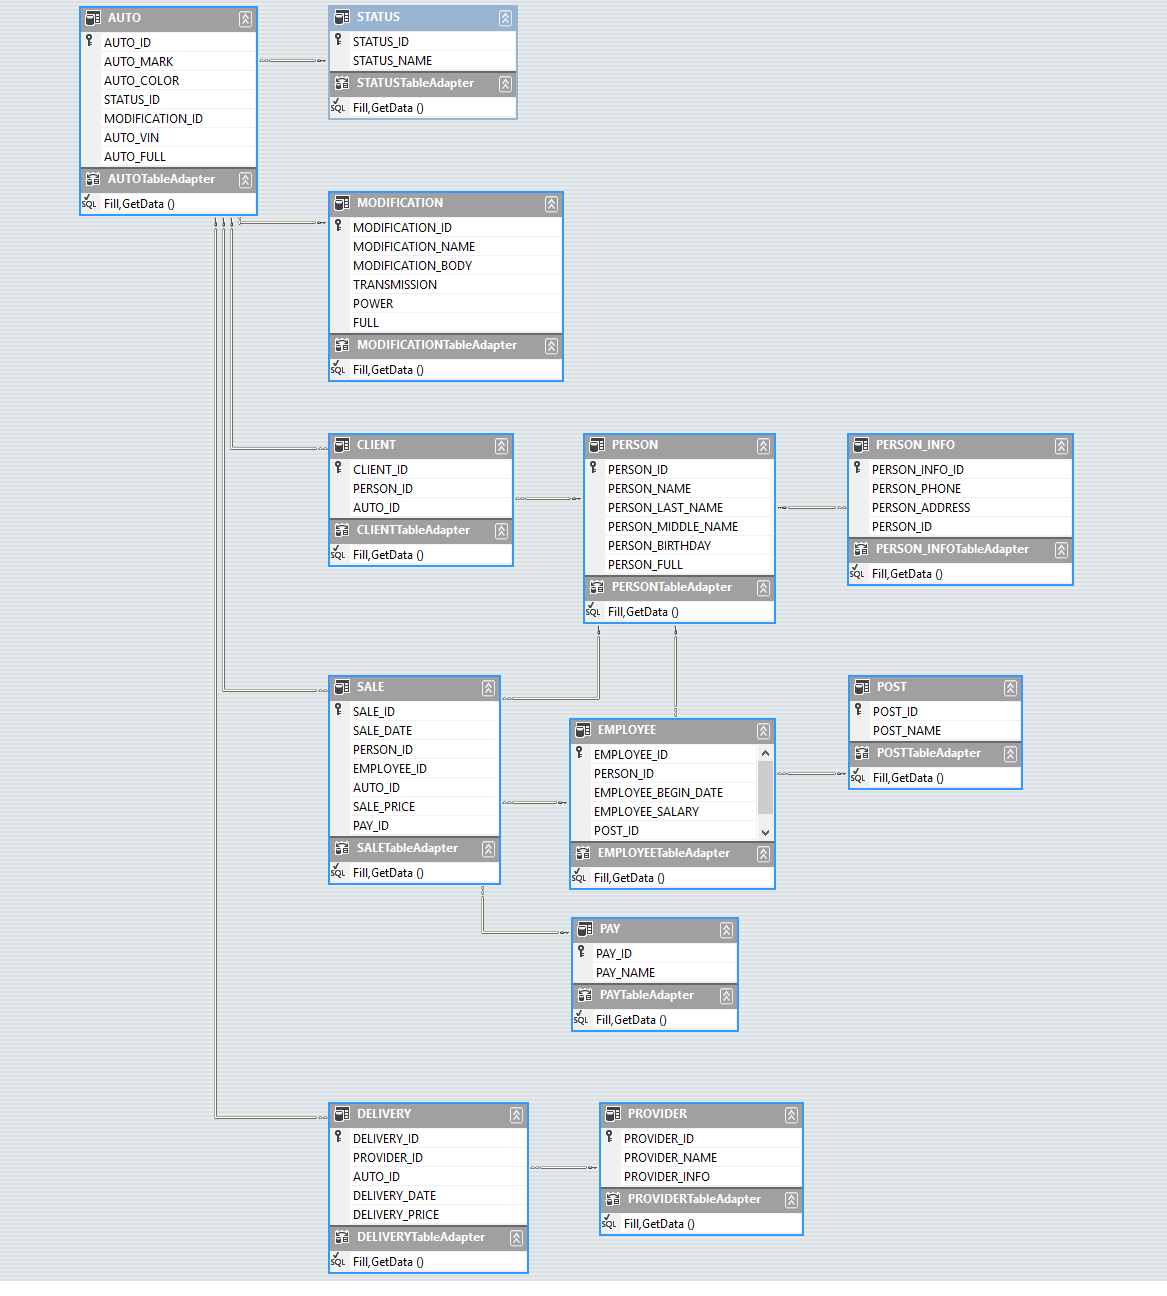 AUTO
AUTO_ID
AUTO_MARK
AUTO_COLOR
STATUS_ID
MODIFICATION_ID
AUTO_VIN
AUTO_FULL
AUTOTableAdapter
SQL Fill,GetData ()
STATUS
STATUS_ID
STATUS_NAME
STATUSTableAdapter
SQL Fill,GetData ()
MODIFICATION
MODIFICATION_ID
MODIFICATION_NAME
MODIFICATION_BODY
TRANSMISSION
POWER
FULL
MODIFICATIONTableAdapter
SQL Fill,GetData ()
CLIENT
CLIENT_ID
PERSON_ID
AUTO_ID
CLIENTTableAdapter
SQL Fill,GetData ()
PERSON
PERSON_ID
PERSON_NAME
PERSON_LAST_NAME
PERSON_MIDDLE_NAME
PERSON_BIRTHDAY
PERSON_FULL
PERSONTableAdapter
SQL Fill,GetData ()
PERSON_INFO
PERSON_INFO_ID
PERSON_PHONE
PERSON_ADDRESS
PERSON_ID
PERSON_INFOTableAdapter
SQL Fill,GetData ()
SALE
SALE_ID
SALE_DATE
PERSON_ID
EMPLOYEE_ID
AUTO_ID
SALE_PRICE
PAY_ID
SALETableAdapter
SQL Fill,GetData ()
EMPLOYEE
EMPLOYEE_ID
PERSON_ID
EMPLOYEE_BEGIN_DATE
EMPLOYEE_SALARY
POST_ID
EMPLOYEETableAdapter
SQL Fill,GetData ()
POST
POST_ID
POST_NAME
POSTTableAdapter
SQL Fill,GetData ()
PAY
PAY_ID
PAY_NAME
PAYTableAdapter
SQL Fill,GetData ()
DELIVERY
DELIVERY_ID
PROVIDER_ID
AUTO_ID
DELIVERY_DATE
DELIVERY_PRICE
DELIVERYTableAdapter
SQL Fill,GetData ()
PROVIDER
PROVIDER_ID
PROVIDER_NAME
PROVIDER_INFO
PROVIDERTableAdapter
SQL Fill,GetData ()